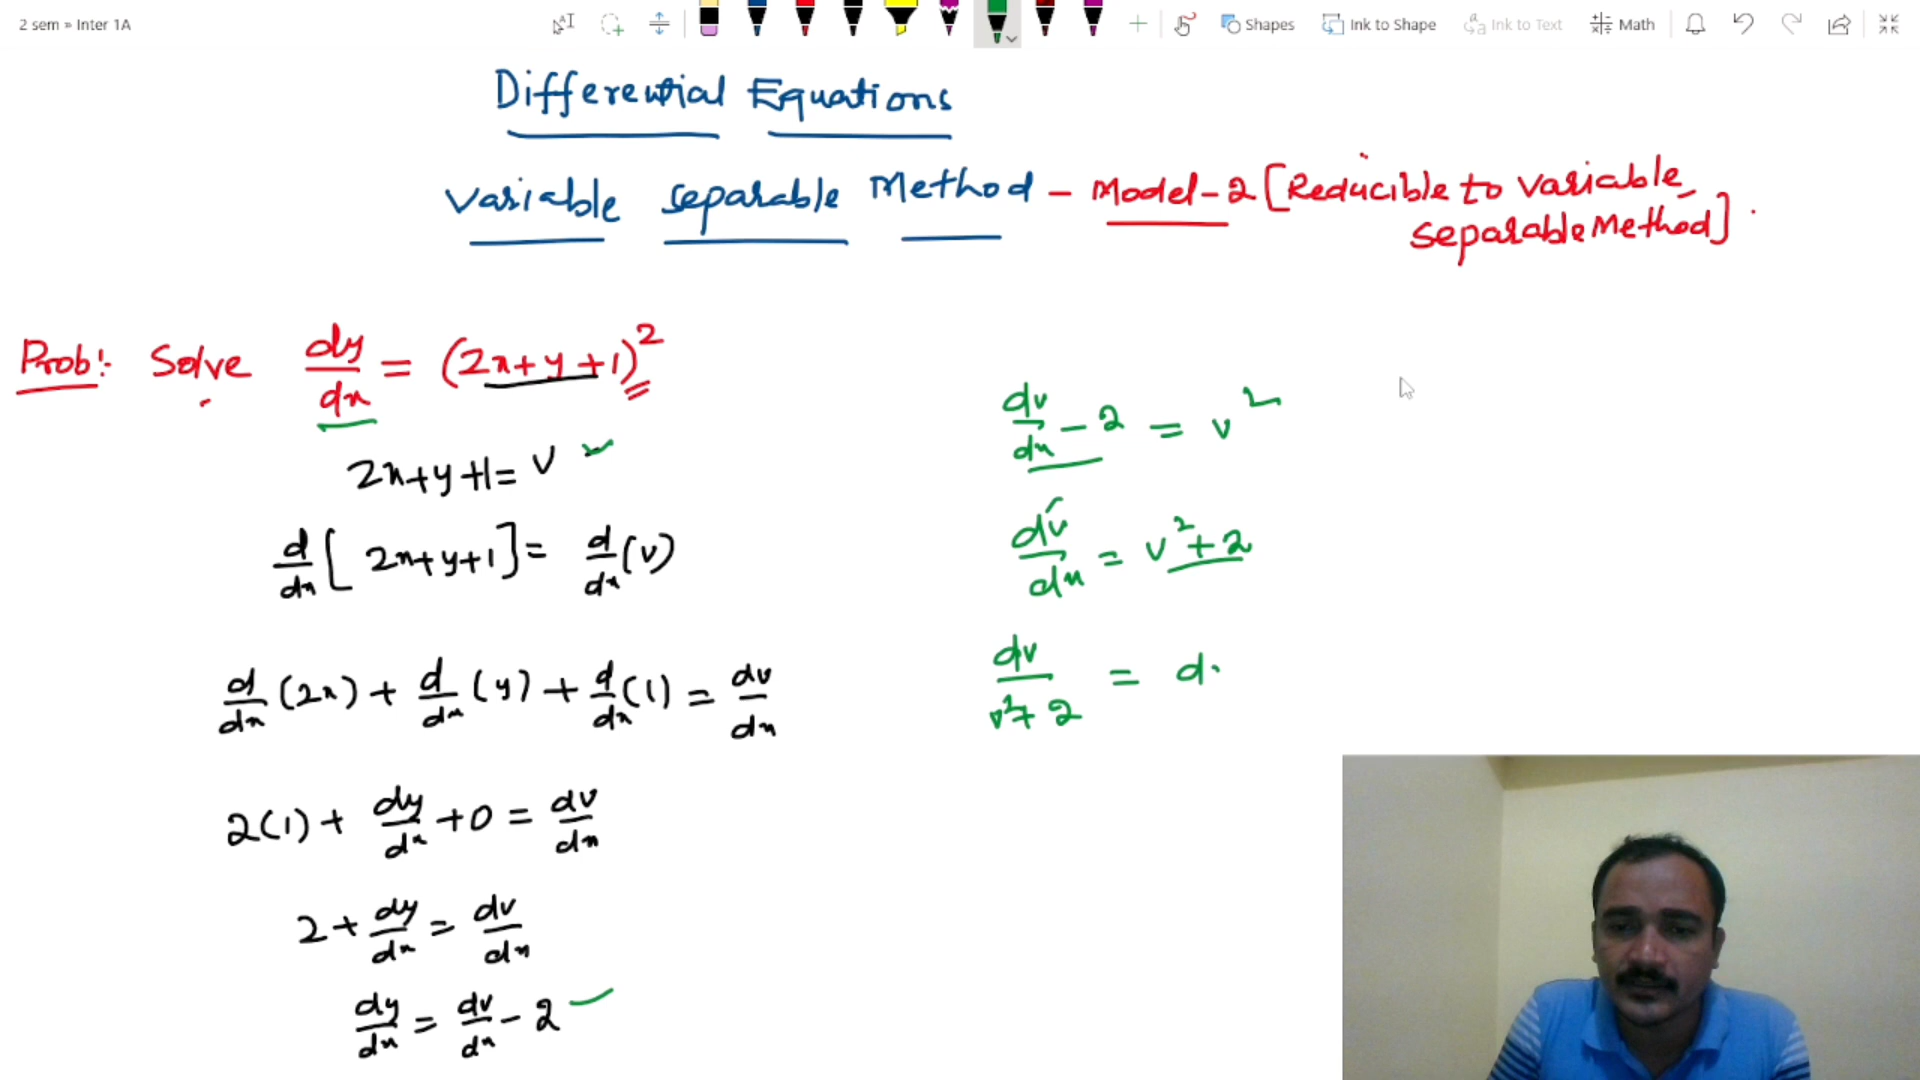 2 sem » Inter 1A
Shapes Ink to Shape Ink to Text Math
Differential Equations
Variable separable Method - Model-2 [Reducible to variable
separable Method].
Prob:- Solve dy/dx = (2x+y+1)²
2x+y+1 = v
d/dx [2x+y+1] = d/dx (v)
d/dx (2x) + d/dx (y) + d/dx (1) = dv/dx
2(1) + dy/dx + 0 = dv/dx
2 + dy/dx = dv/dx
dy/dx = dv/dx - 2
dv/dx - 2 = v²
dv/dx = v²+2
dv/v²+2 = d